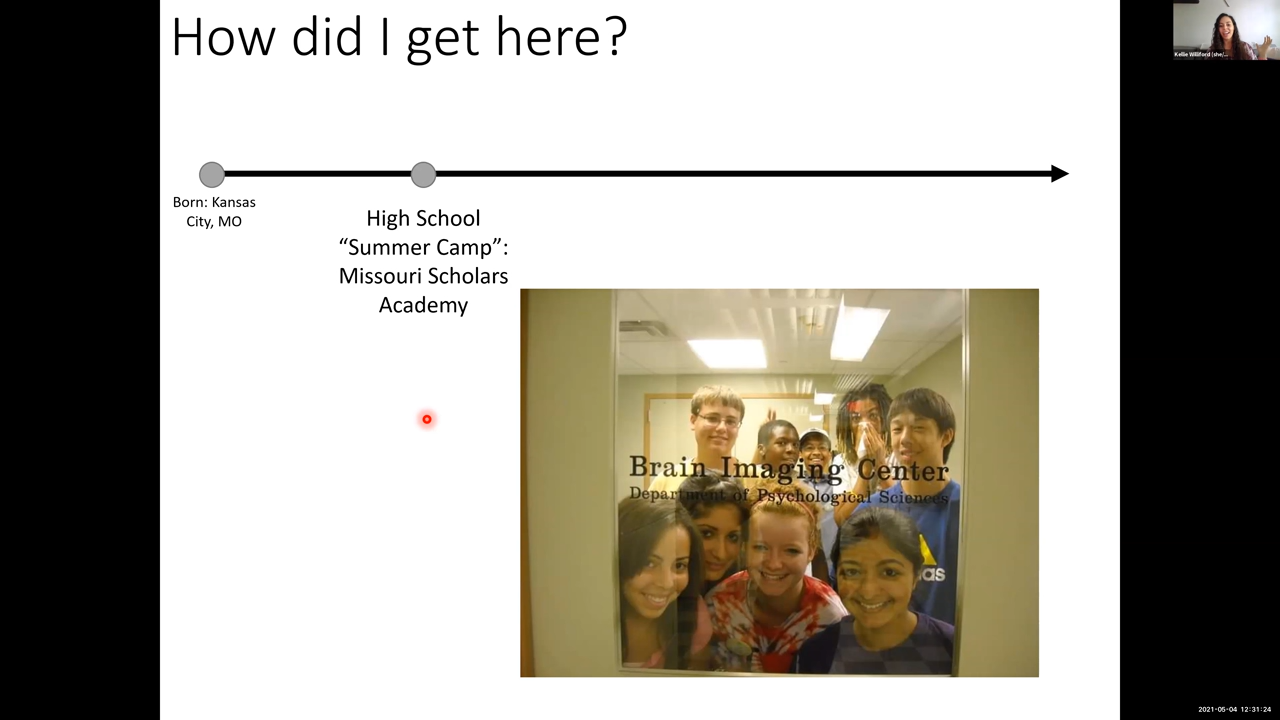 How did I get here?
Kellie Williford (she/...
Born: Kansas
City, MO
High School
“Summer Camp”:
Missouri Scholars
Academy
Brain Imaging Center
Department of Psychological Sciences
das
2021-05-04 12:31:24